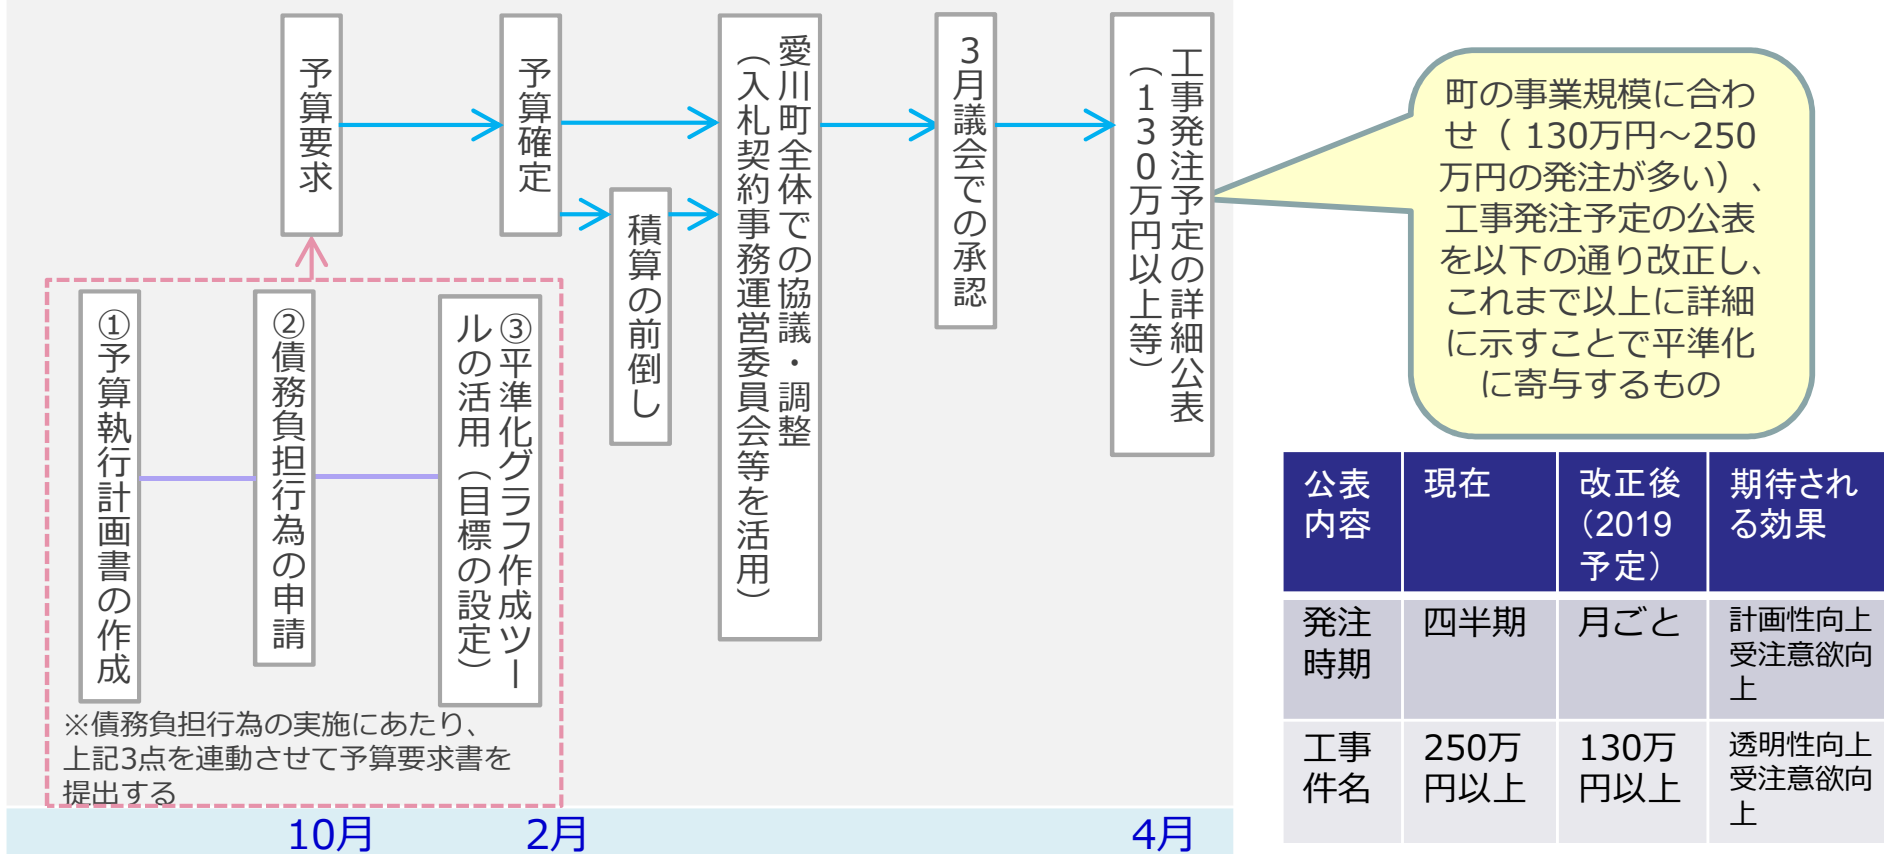 予算要求
予算確定
積算の前倒し
愛川町全体での協議・調整
（入札契約事務運営委員会等を活用）
3月議会での承認
工事発注予定の詳細公表
（130万円以上等）
①予算執行計画書の作成
②債務負担行為の申請
③平準化グラフ作成ツー
ルの活用（目標の設定）
※債務負担行為の実施にあたり、
上記3点を連動させて予算要求書を
提出する
10月
2月
4月
町の事業規模に合わ
せ（ 130万円～250
万円の発注が多い）、
工事発注予定の公表
を以下の通り改正し、
これまで以上に詳細
に示すことで平準化
に寄与するもの
公表
内容
現在
改正後
（2019
予定）
期待され
る効果
発注
時期
四半期
月ごと
計画性向上
受注意欲向
上
工事
件名
250万
円以上
130万
円以上
透明性向上
受注意欲向
上